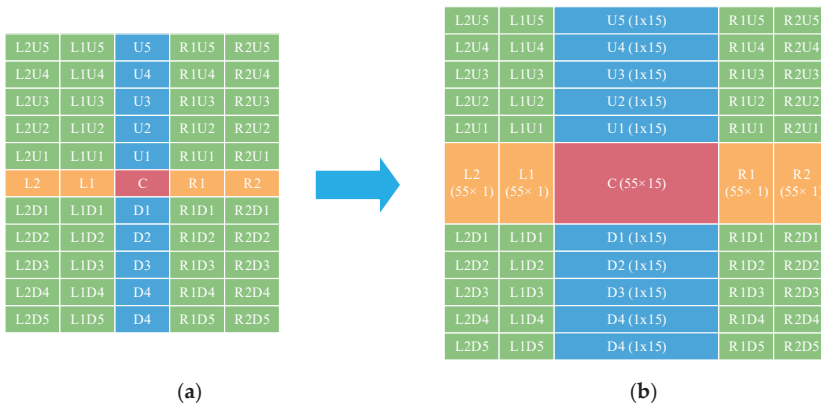 L2U5 L1U5 U5 R1U5 R2U5
L2U4 L1U4 U4 R1U4 R2U4
L2U3 L1U3 U3 R1U3 R2U3
L2U2 L1U2 U2 R1U2 R2U2
L2U1 L1U1 U1 R1U1 R2U1
L2 L1 C R1 R2
L2D1 L1D1 D1 R1D1 R2D1
L2D2 L1D2 D2 R1D2 R2D2
L2D3 L1D3 D3 R1D3 R2D3
L2D4 L1D4 D4 R1D4 R2D4
L2D5 L1D5 D4 R1D5 R2D5
(a)
L2U5 L1U5 U5 (1x15) R1U5 R2U5
L2U4 L1U4 U4 (1x15) R1U4 R2U4
L2U3 L1U3 U3 (1x15) R1U3 R2U3
L2U2 L1U2 U2 (1x15) R1U2 R2U2
L2U1 L1U1 U1 (1x15) R1U1 R2U1
L2 L1 C (55×15) R1 R2
(55× 1) (55× 1) (55× 1) (55× 1)
L2D1 L1D1 D1 (1x15) R1D1 R2D1
L2D2 L1D2 D2 (1x15) R1D2 R2D2
L2D3 L1D3 D3 (1x15) R1D3 R2D3
L2D4 L1D4 D4 (1x15) R1D4 R2D4
L2D5 L1D5 D4 (1x15) R1D5 R2D5
(b)